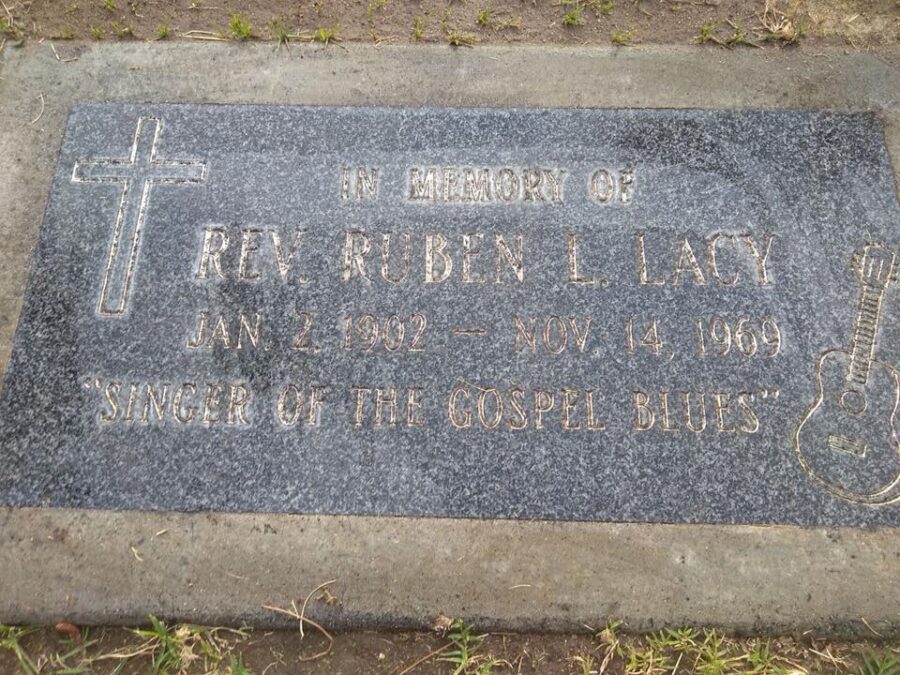 IN MEMORY OF
REV. RUBEN L. LACY
JAN. 2, 1902 — NOV. 14, 1969
"SINGER OF THE GOSPEL BLUES"